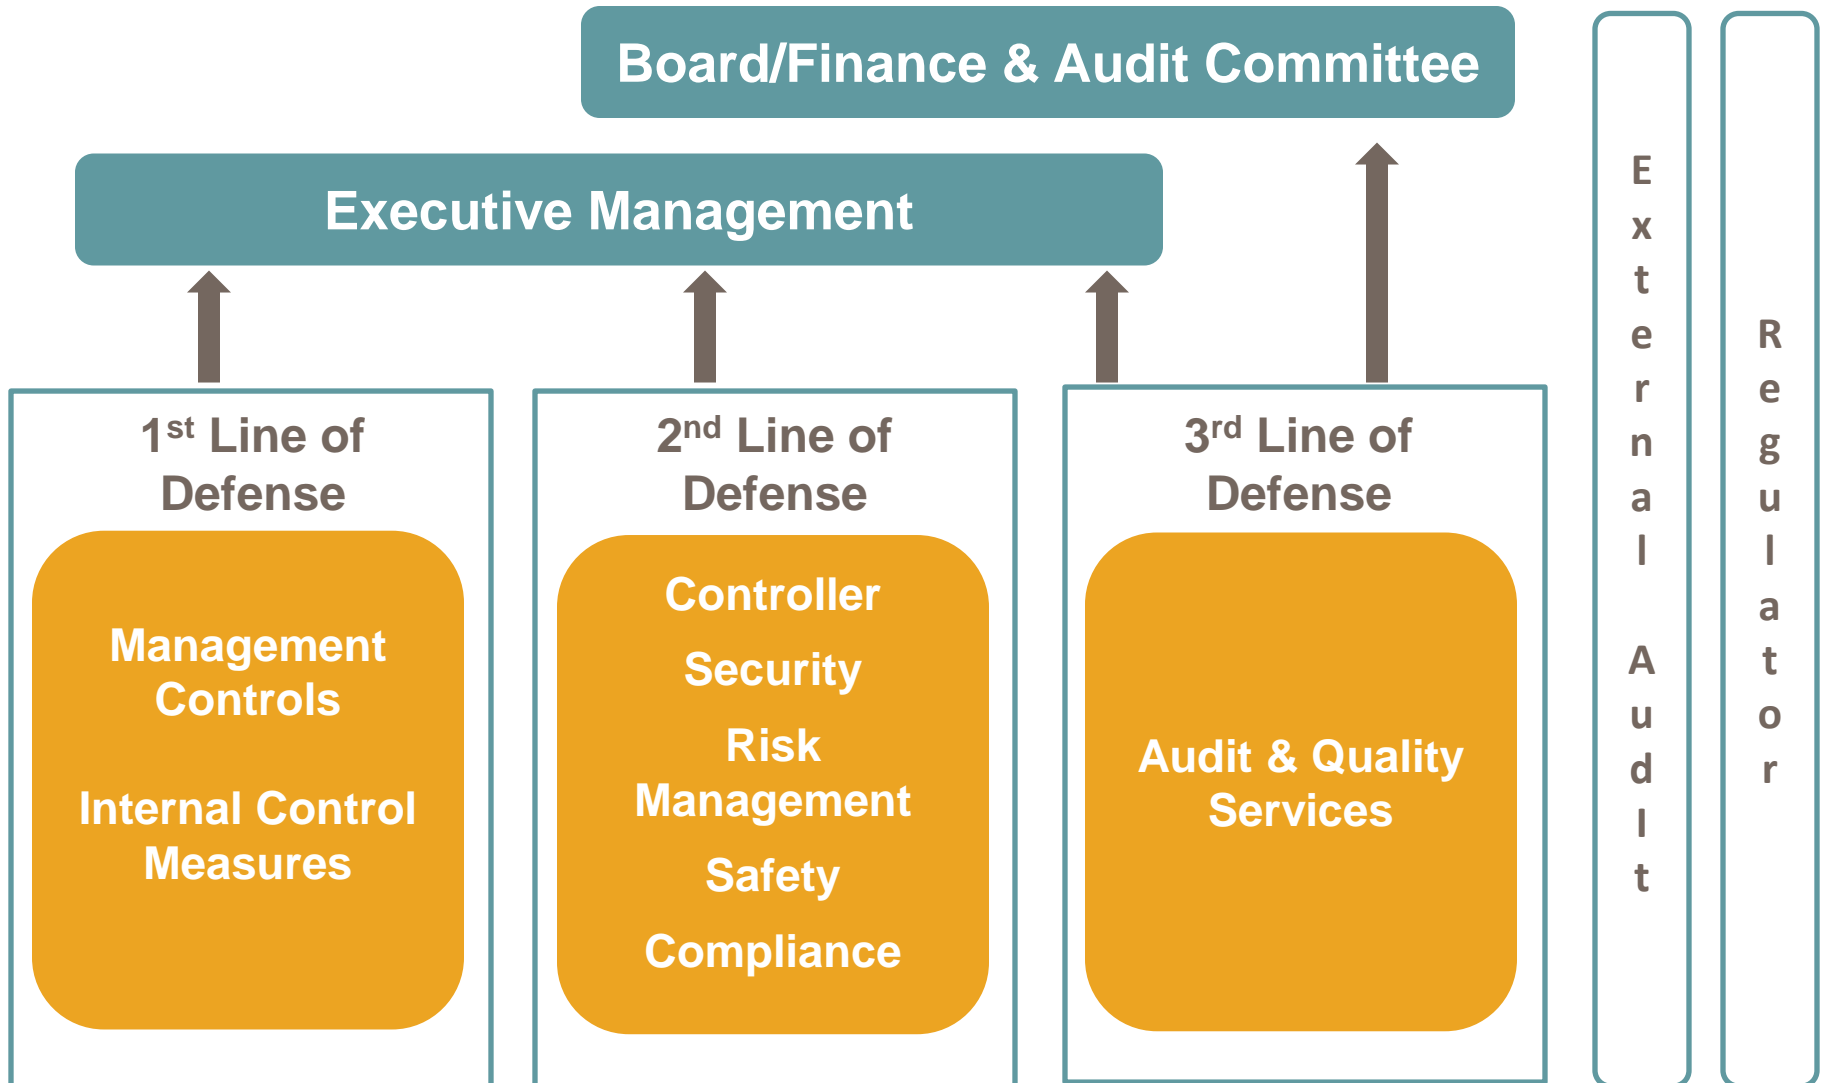 Board/Finance & Audit Committee
Executive Management
1st Line of
Defense
Management
Controls
Internal Control
Measures
2nd Line of
Defense
Controller
Security
Risk
Management
Safety
Compliance
3rd Line of
Defense
Audit & Quality
Services
External AudIt
Regulator